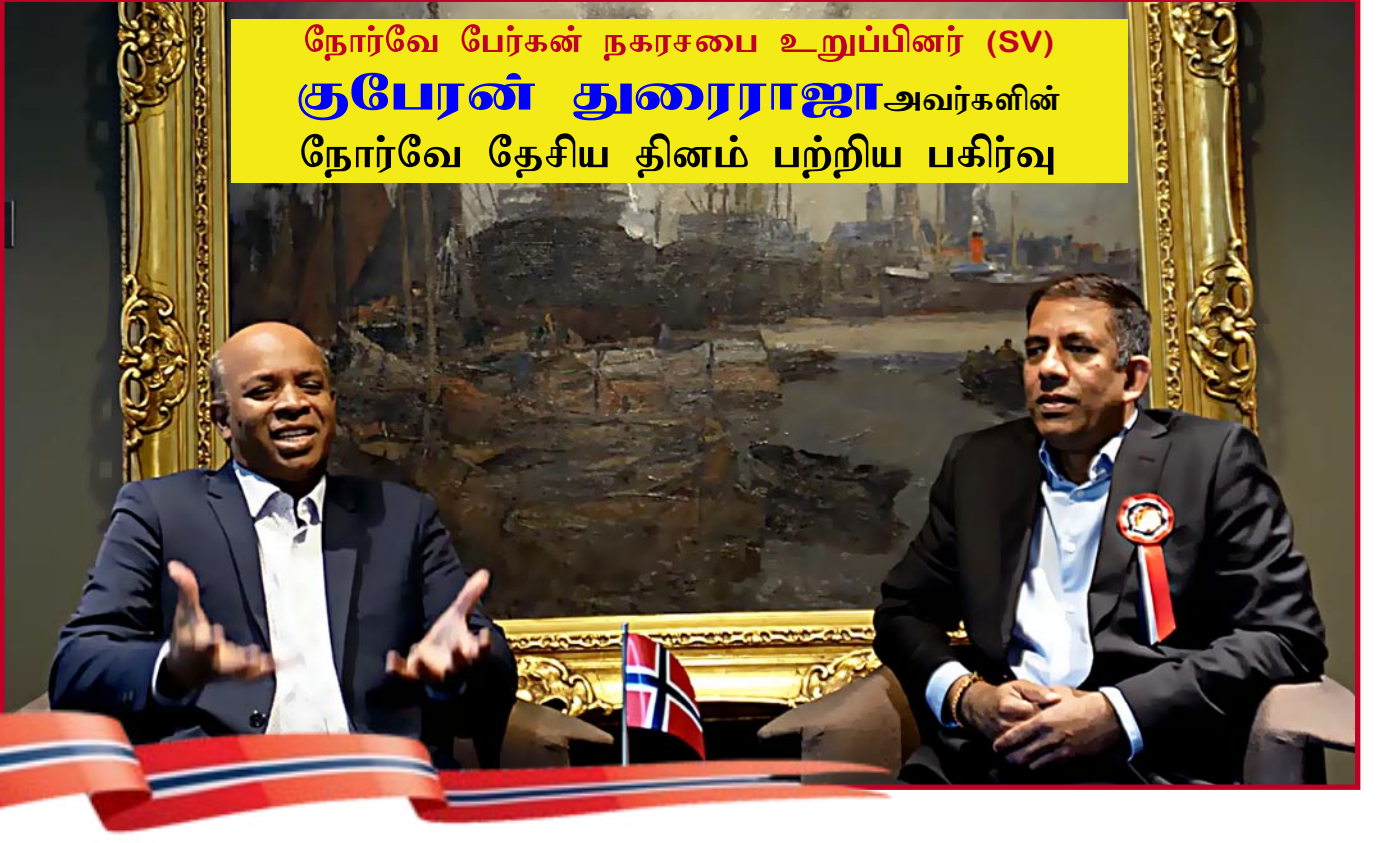 நோர்வே பேர்கன் நகரசபை உறுப்பினர் (SV)
குபேரன் துரைராஜா அவர்களின்
நோர்வே தேசிய தினம் பற்றிய பகிர்வு